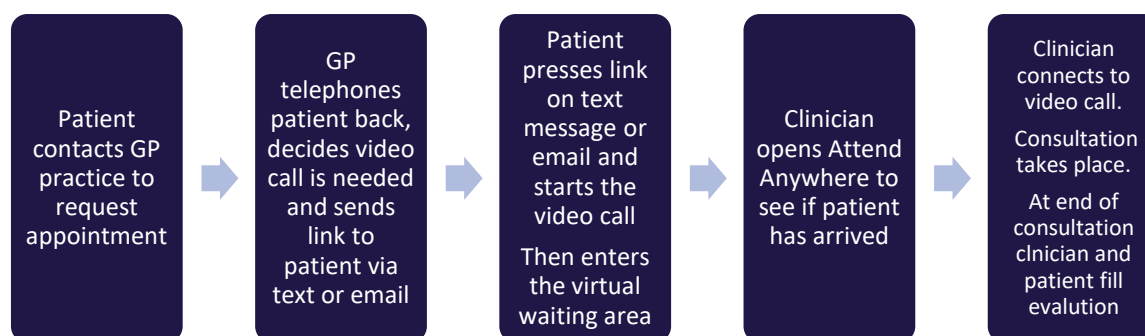 Patient
contacts GP
practice to
request
appointment
GP
telephones
patient back,
decides video
call is needed
and sends
link to
patient via
text or email
Patient
presses link
on text
message or
email and
starts the
video call
Then enters
the virtual
waiting area
Clinician
opens Attend
Anywhere to
see if patient
has arrived
Clinician
connects to
video call.
Consultation
takes place.
At end of
consultation
clnician and
patient fill
evalution